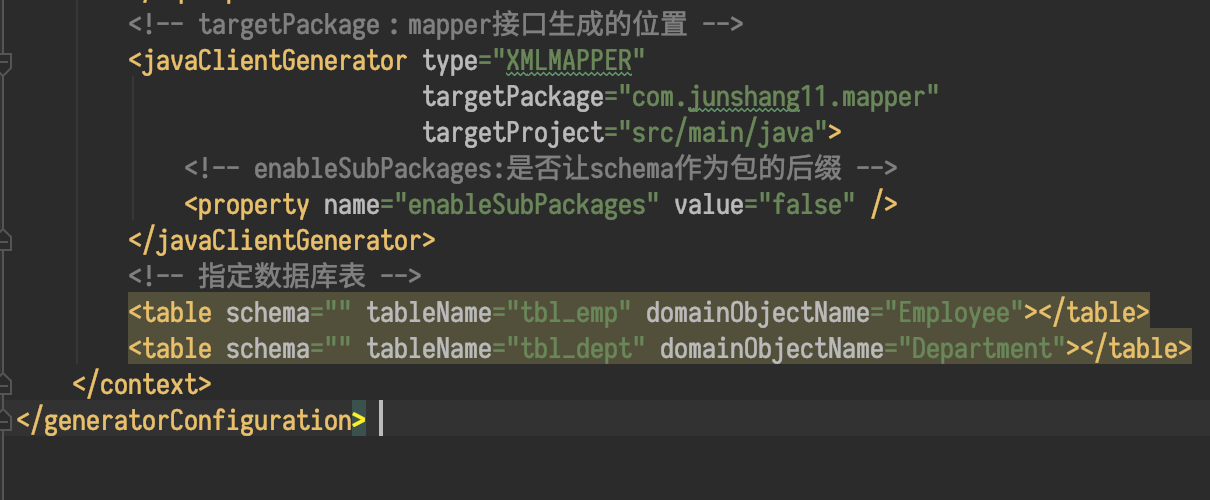 <!-- targetPackage：mapper接口生成的位置 -->
<javaClientGenerator type="XMLMAPPER"
targetPackage="com.junshang11.mapper"
targetProject="src/main/java">
<!-- enableSubPackages:是否让schema作为包的后缀 -->
<property name="enableSubPackages" value="false" />
</javaClientGenerator>
<!-- 指定数据库表 -->
<table schema="" tableName="tbl_emp" domainObjectName="Employee"></table>
<table schema="" tableName="tbl_dept" domainObjectName="Department"></table>
</context>
</generatorConfiguration>